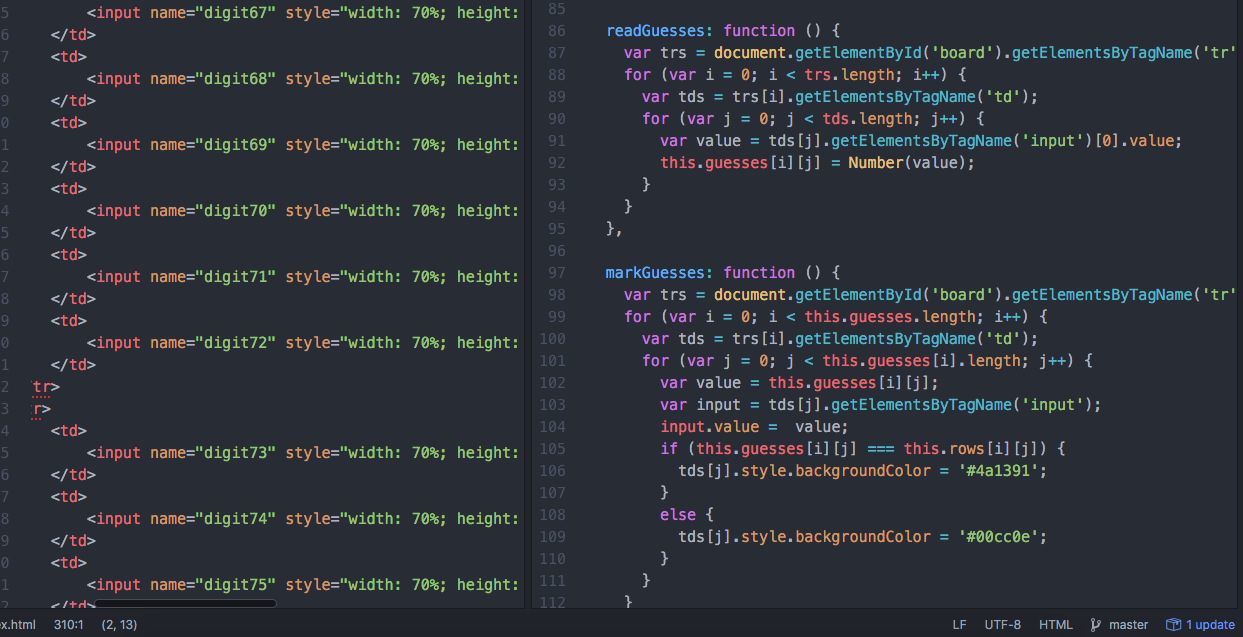 5 <input name="digit67" style="width: 70%; height:
6 </td>
7 <td>
8 <input name="digit68" style="width: 70%; height:
9 </td>
0 <td>
1 <input name="digit69" style="width: 70%; height:
2 </td>
3 <td>
4 <input name="digit70" style="width: 70%; height:
5 </td>
6 <td>
7 <input name="digit71" style="width: 70%; height:
8 </td>
9 <td>
0 <input name="digit72" style="width: 70%; height:
1 </td>
2 tr>
3 r>
4 <td>
5 <input name="digit73" style="width: 70%; height:
6 </td>
7 <td>
8 <input name="digit74" style="width: 70%; height:
9 </td>
0 <td>
1 <input name="digit75" style="width: 70%; height:
2 </td>
85
86 readGuesses: function () {
87 var trs = document.getElementById('board').getElementsByTagName('tr'
88 for (var i = 0; i < trs.length; i++) {
89 var tds = trs[i].getElementsByTagName('td');
90 for (var j = 0; j < tds.length; j++) {
91 var value = tds[j].getElementsByTagName('input')[0].value;
92 this.guesses[i][j] = Number(value);
93 }
94 }
95 },
96
97 markGuesses: function () {
98 var trs = document.getElementById('board').getElementsByTagName('tr'
99 for (var i = 0; i < this.guesses.length; i++) {
100 var tds = trs[i].getElementsByTagName('td');
101 for (var j = 0; j < this.guesses[i].length; j++) {
102 var value = this.guesses[i][j];
103 var input = tds[j].getElementsByTagName('input');
104 input.value =  value;
105 if (this.guesses[i][j] === this.rows[i][j]) {
106 tds[j].style.backgroundColor = '#4a1391';
107 }
108 else {
109 tds[j].style.backgroundColor = '#00cc0e';
110 }
111 }
112 }
ex.html 310:1 (2, 13) LF UTF-8 HTML master 1 update